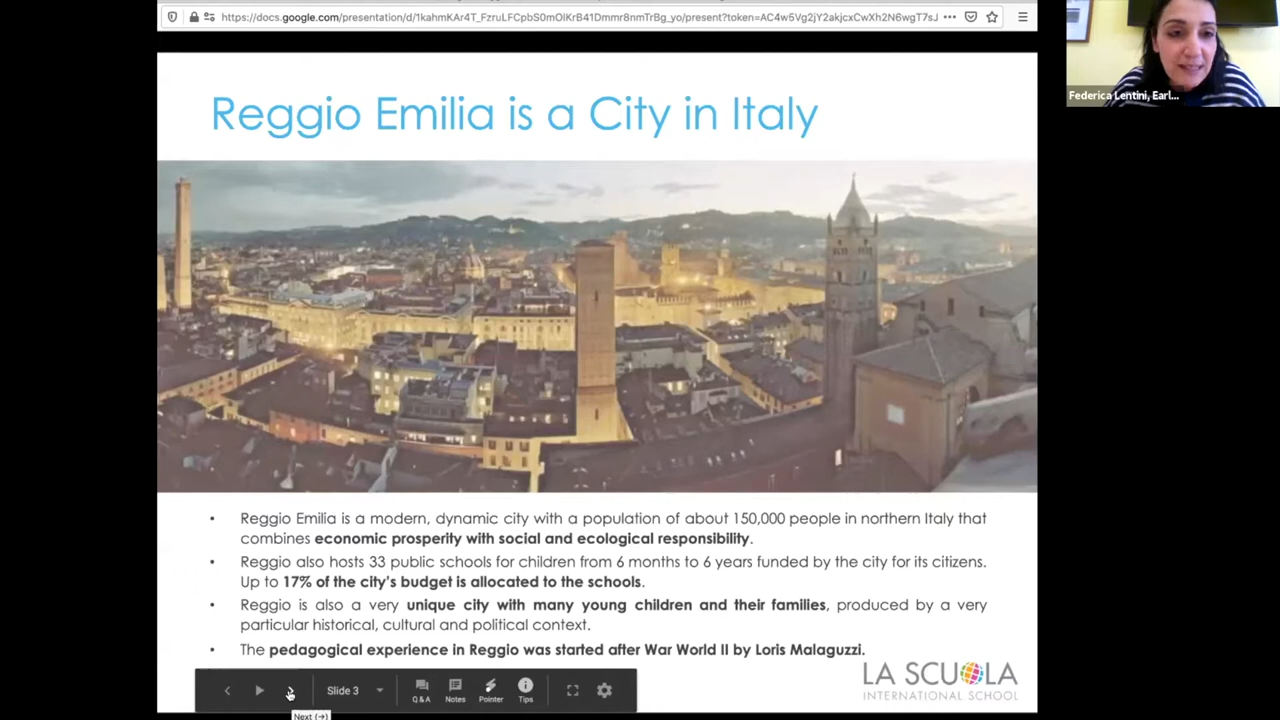 https://docs.google.com/presentation/d/1kahmKAr4T_FzruLFCpbS0mOlKrB41Dmmr8nmTrBg_yo/present?token=AC4w5Vg2jY2akjcxCwXh2N6wgT7sJ
Federica Lentini, Earl...
Reggio Emilia is a City in Italy
• Reggio Emilia is a modern, dynamic city with a population of about 150,000 people in northern Italy that
combines economic prosperity with social and ecological responsibility.
• Reggio also hosts 33 public schools for children from 6 months to 6 years funded by the city for its citizens.
Up to 17% of the city's budget is allocated to the schools.
• Reggio is also a very unique city with many young children and their families, produced by a very
particular historical, cultural and political context.
• The pedagogical experience in Reggio was started after War World II by Loris Malaguzzi.
LA SCUOLA
INTERNATIONAL SCHOOL
Slide 3
Q&A Notes Pointer Tips
Next (→)